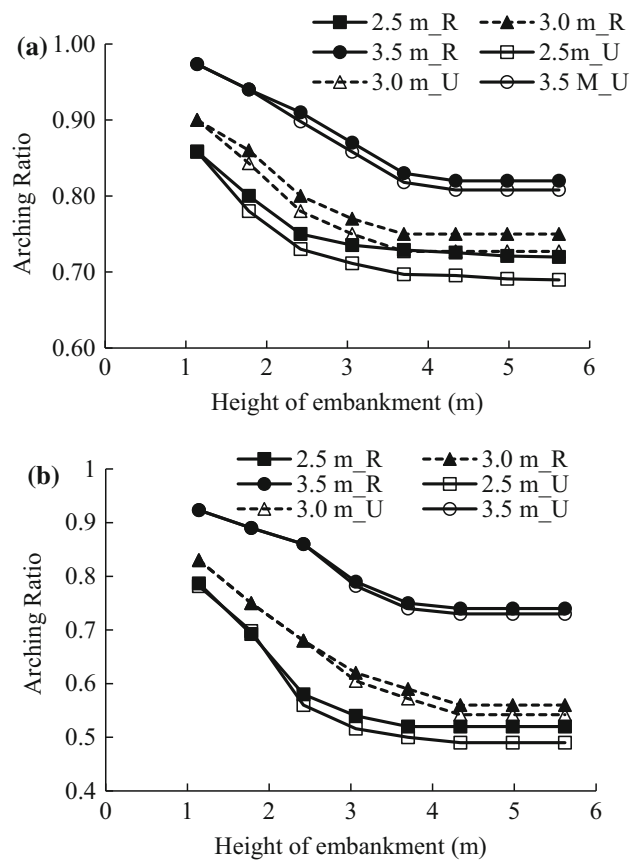 (a)
2.5 m_R
3.0 m_R
3.5 m_R
2.5m_U
3.0 m_U
3.5 M_U
Arching Ratio
1.00
0.90
0.80
0.70
0.60
0 1 2 3 4 5 6
Height of embankment (m)
(b)
2.5 m_R
3.0 m_R
3.5 m_R
2.5 m_U
3.0 m_U
3.5 m_U
Arching Ratio
1
0.9
0.8
0.7
0.6
0.5
0.4
0 1 2 3 4 5 6
Height of embankment (m)